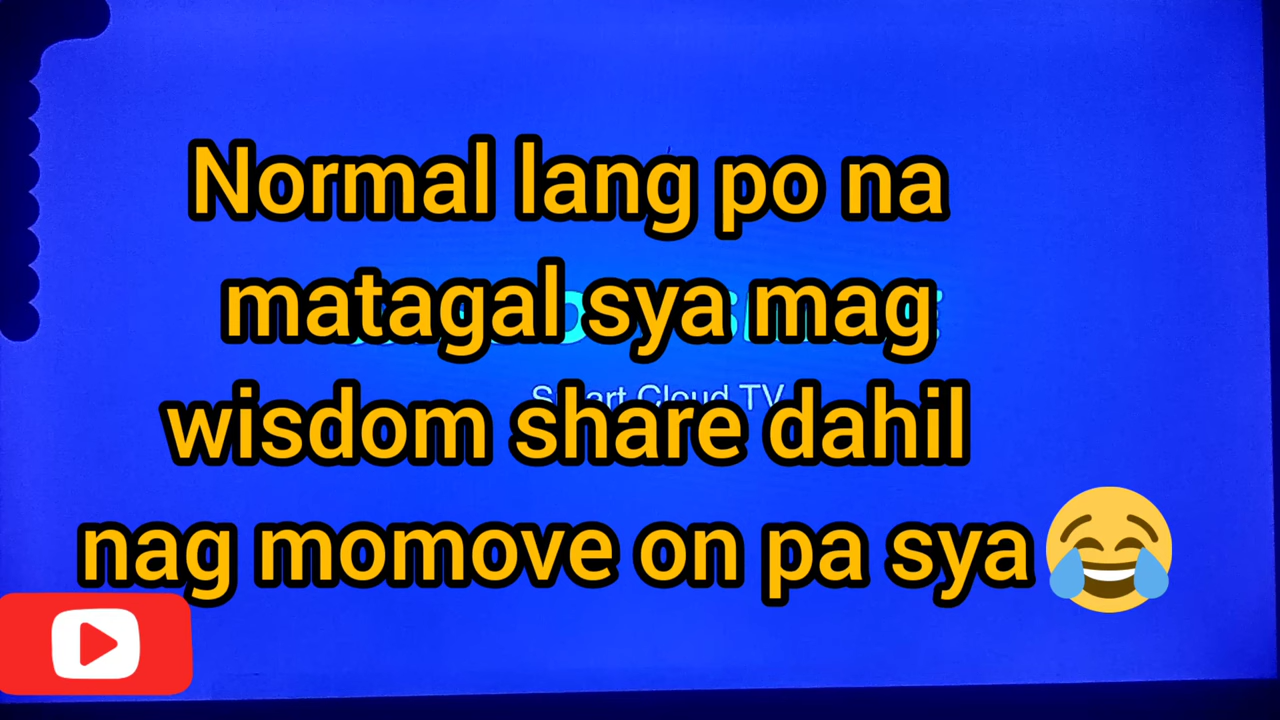 Normal lang po na
matagal sya mag
Smart Cloud TV
wisdom share dahil
nag momove on pa sya